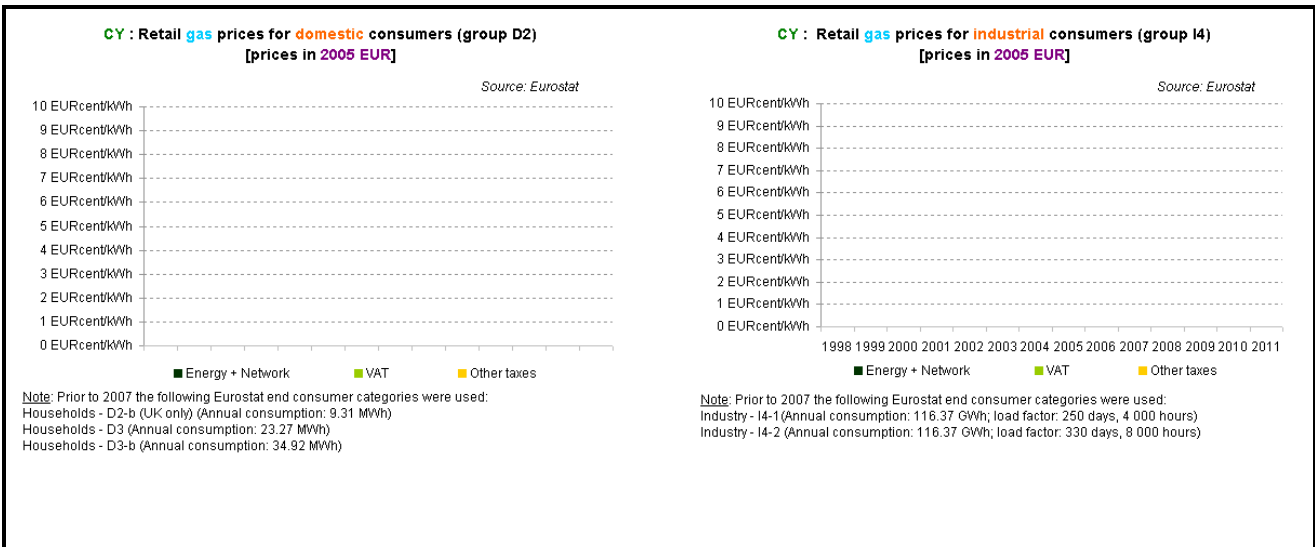 CY : Retail gas prices for domestic consumers (group D2)
[prices in 2005 EUR]
Source: Eurostat
10 EURcent/kWh
9 EURcent/kWh
8 EURcent/kWh
7 EURcent/kWh
6 EURcent/kWh
5 EURcent/kWh
4 EURcent/kWh
3 EURcent/kWh
2 EURcent/kWh
1 EURcent/kWh
0 EURcent/kWh
Energy + Network VAT Other taxes
Note: Prior to 2007 the following Eurostat end consumer categories were used:
Households - D2-b (UK only) (Annual consumption: 9.31 MWh)
Households - D3 (Annual consumption: 23.27 MWh)
Households - D3-b (Annual consumption: 34.92 MWh)
CY : Retail gas prices for industrial consumers (group I4)
[prices in 2005 EUR]
Source: Eurostat
10 EURcent/kWh
9 EURcent/kWh
8 EURcent/kWh
7 EURcent/kWh
6 EURcent/kWh
5 EURcent/kWh
4 EURcent/kWh
3 EURcent/kWh
2 EURcent/kWh
1 EURcent/kWh
0 EURcent/kWh
1998 1999 2000 2001 2002 2003 2004 2005 2006 2007 2008 2009 2010 2011
Energy + Network VAT Other taxes
Note: Prior to 2007 the following Eurostat end consumer categories were used:
Industry - I4-1(Annual consumption: 116.37 GWh; load factor: 250 days, 4 000 hours)
Industry - I4-2 (Annual consumption: 116.37 GWh; load factor: 330 days, 8 000 hours)